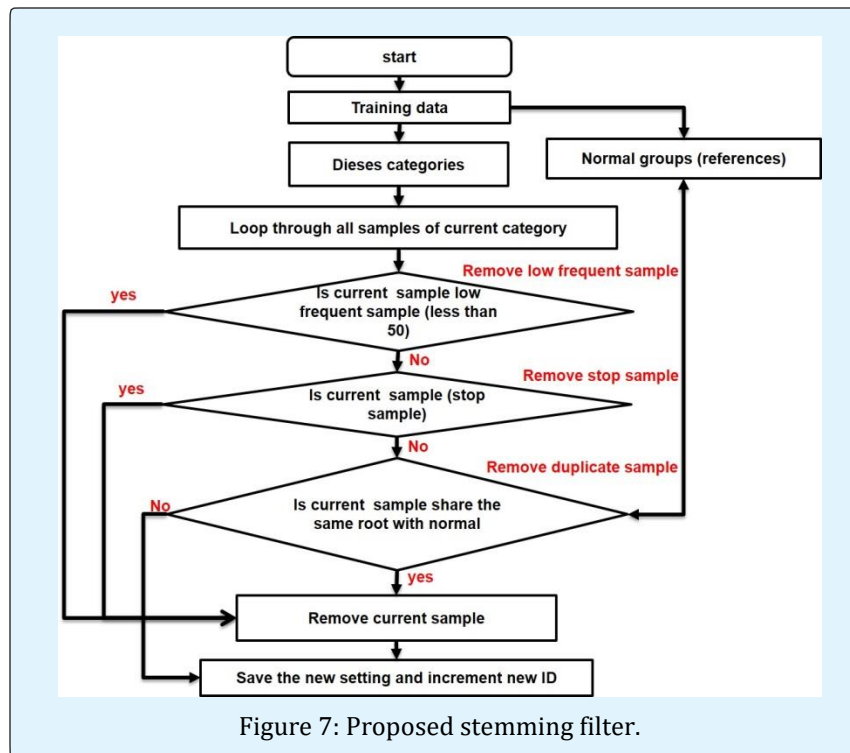 start
Training data
Normal groups (references)
Dieses categories
Loop through all samples of current category
Remove low frequent sample
yes
Is current sample low
frequent sample (less than
50)
No
Remove stop sample
yes
Is current sample (stop
sample)
No
Remove duplicate sample
No
Is current sample share the
same root with normal
yes
Remove current sample
Save the new setting and increment new ID
Figure 7: Proposed stemming filter.